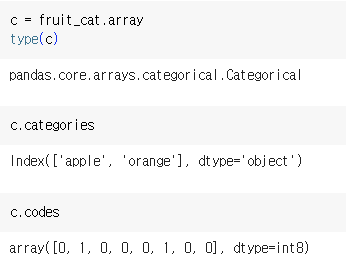 c = fruit_cat.array
type(c)
pandas.core.arrays.categorical.Categorical
c.categories
Index(['apple', 'orange'], dtype='object')
c.codes
array([0, 1, 0, 0, 0, 1, 0, 0], dtype=int8)